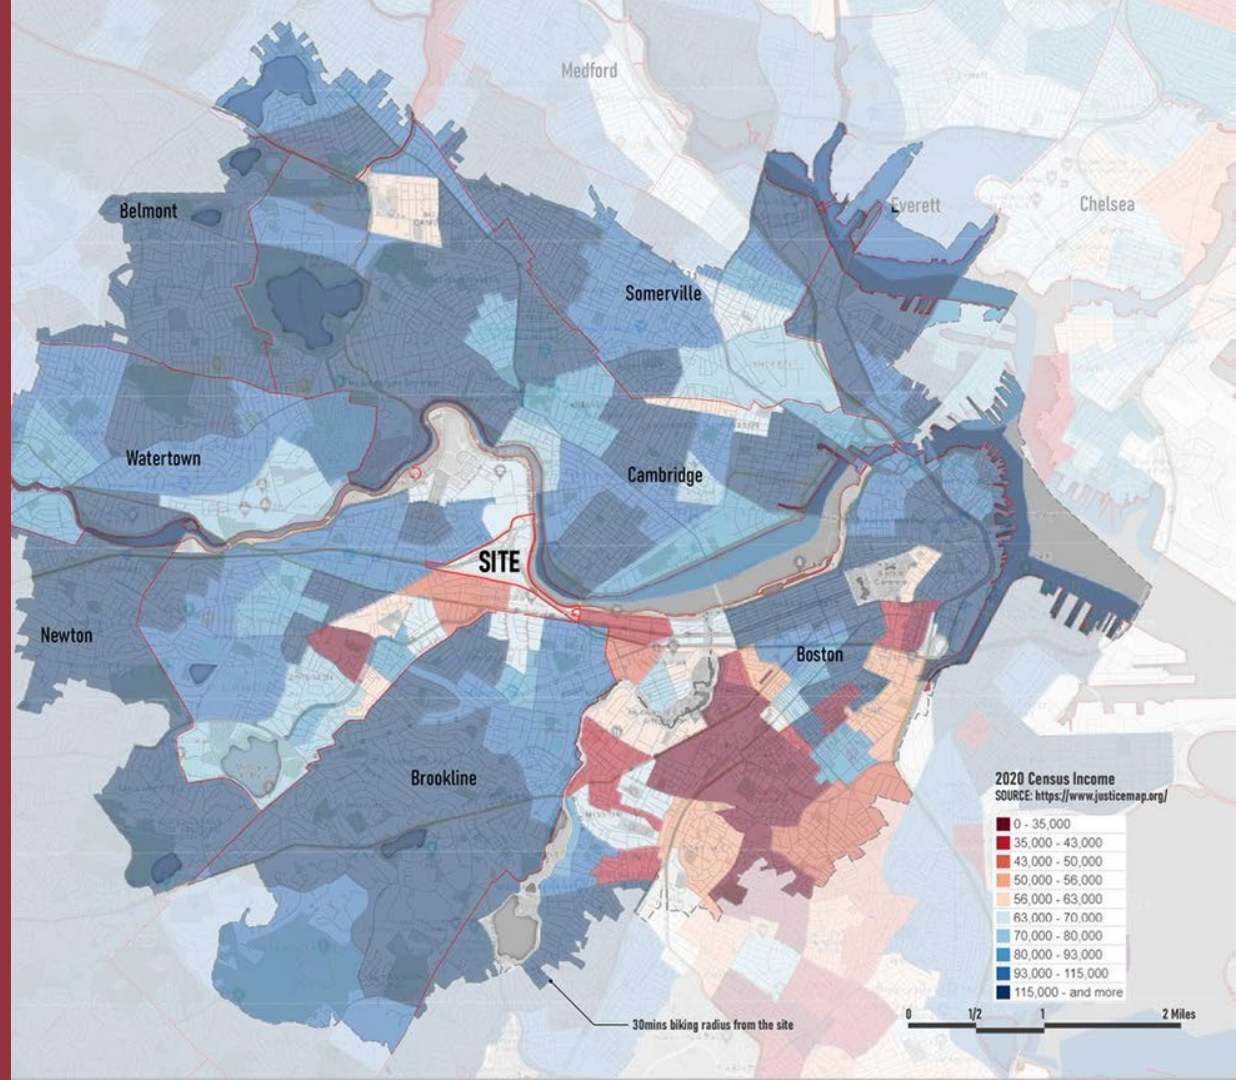 Medford
Belmont
Everett
Chelsea
Somerville
Watertown
Cambridge
SITE
Newton
Boston
Brookline
2020 Census Income
SOURCE: https://www.justicemap.org/
0 - 35,000
35,000 - 43,000
43,000 - 50,000
50,000 - 56,000
56,000 - 63,000
63,000 - 70,000
70,000 - 80,000
80,000 - 93,000
93,000 - 115,000
115,000 - and more
0 1/2 1 2 Miles
30mins biking radius from the site